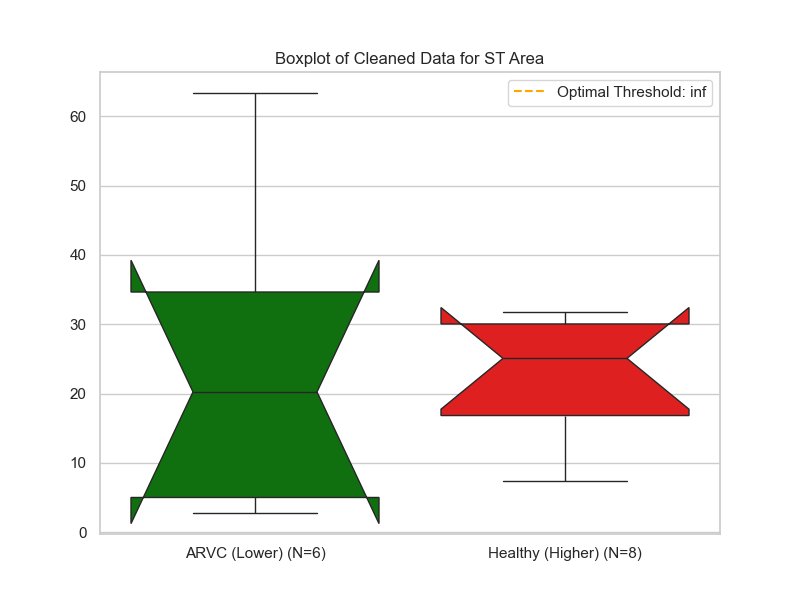 Boxplot of Cleaned Data for ST Area
Optimal Threshold: inf
60
50
40
30
20
10
0
ARVC (Lower) (N=6)
Healthy (Higher) (N=8)